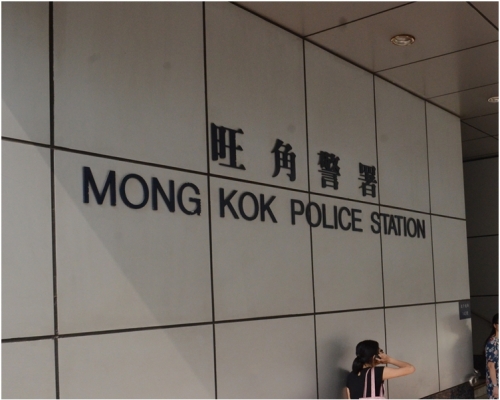 旺角警署
MONG KOK POLICE STATION